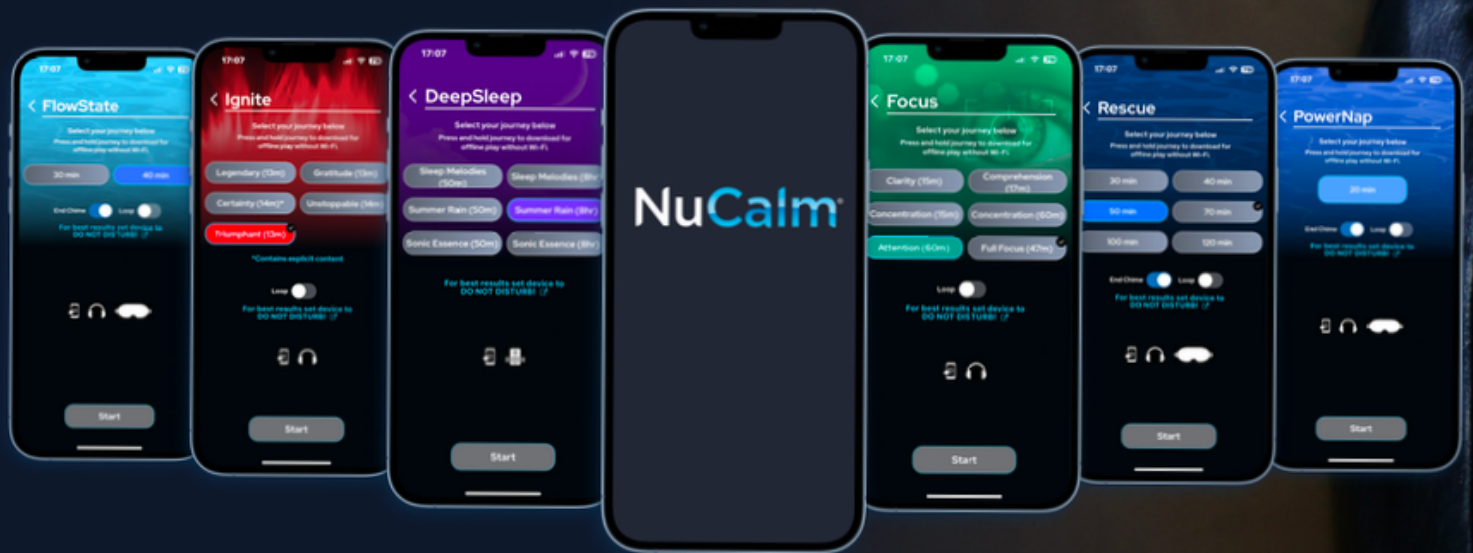 17:07
FlowState
Select your journey below
Press and hold journey to download for
offline play without Wi-Fi.
30 min
40 min
End Chime
Loop
For best results set device to
DO NOT DISTURB!
Start
17:07
Ignite
Select your journey below
Press and hold journey to download for
offline play without Wi-Fi.
Legendary (13m)
Gratitude (13m)
Certainty (14m)*
Unstoppable (14m)
Triumphant (13m)
*Contains explicit content
Loop
For best results set device to
DO NOT DISTURB!
Start
17:07
DeepSleep
Select your journey below
Press and hold journey to download for
offline play without Wi-Fi.
Sleep Melodies
(50m)
Sleep Melodies (8hr)
Summer Rain (50m)
Summer Rain (8hr)
Sonic Essence (50m)
Sonic Essence (8hr)
For best results set device to
DO NOT DISTURB!
Start
NuCalm
17:07
Focus
Select your journey below
Press and hold journey to download for
offline play without Wi-Fi.
Clarity (15m)
Comprehension
(17m)
Concentration (15m)
Concentration (60m)
Attention (60m)
Full Focus (47m)
Loop
For best results set device to
DO NOT DISTURB!
Start
17:07
Rescue
Select your journey below
Press and hold journey to download for
offline play without Wi-Fi.
30 min
40 min
50 min
70 min
100 min
120 min
End Chime
Loop
For best results set device to
DO NOT DISTURB!
Start
17:07
PowerNap
Select your journey below
Press and hold journey to download for
offline play without Wi-Fi.
20 min
End Chime
Loop
For best results set device to
DO NOT DISTURB!
Start